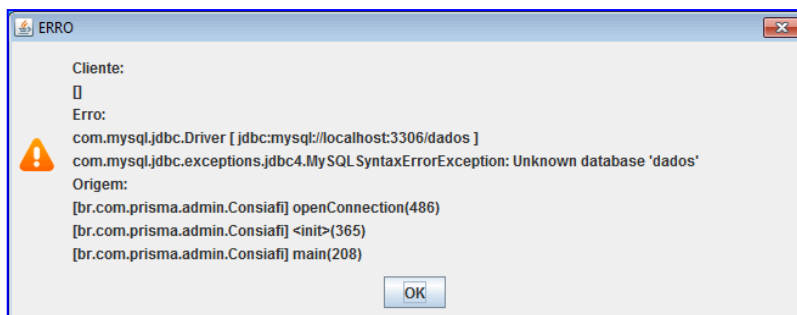 ERRO
Cliente:
[]
Erro:
com.mysql.jdbc.Driver [ jdbc:mysql://localhost:3306/dados ]
com.mysql.jdbc.exceptions.jdbc4.MySQLSyntaxErrorException: Unknown database 'dados'
Origem:
[br.com.prisma.admin.Consiafi] openConnection(486)
[br.com.prisma.admin.Consiafi] <init>(365)
[br.com.prisma.admin.Consiafi] main(208)
OK